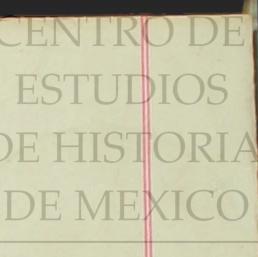 CENTRO DE
ESTUDIOS
DE HISTORIA
DE MEXICO